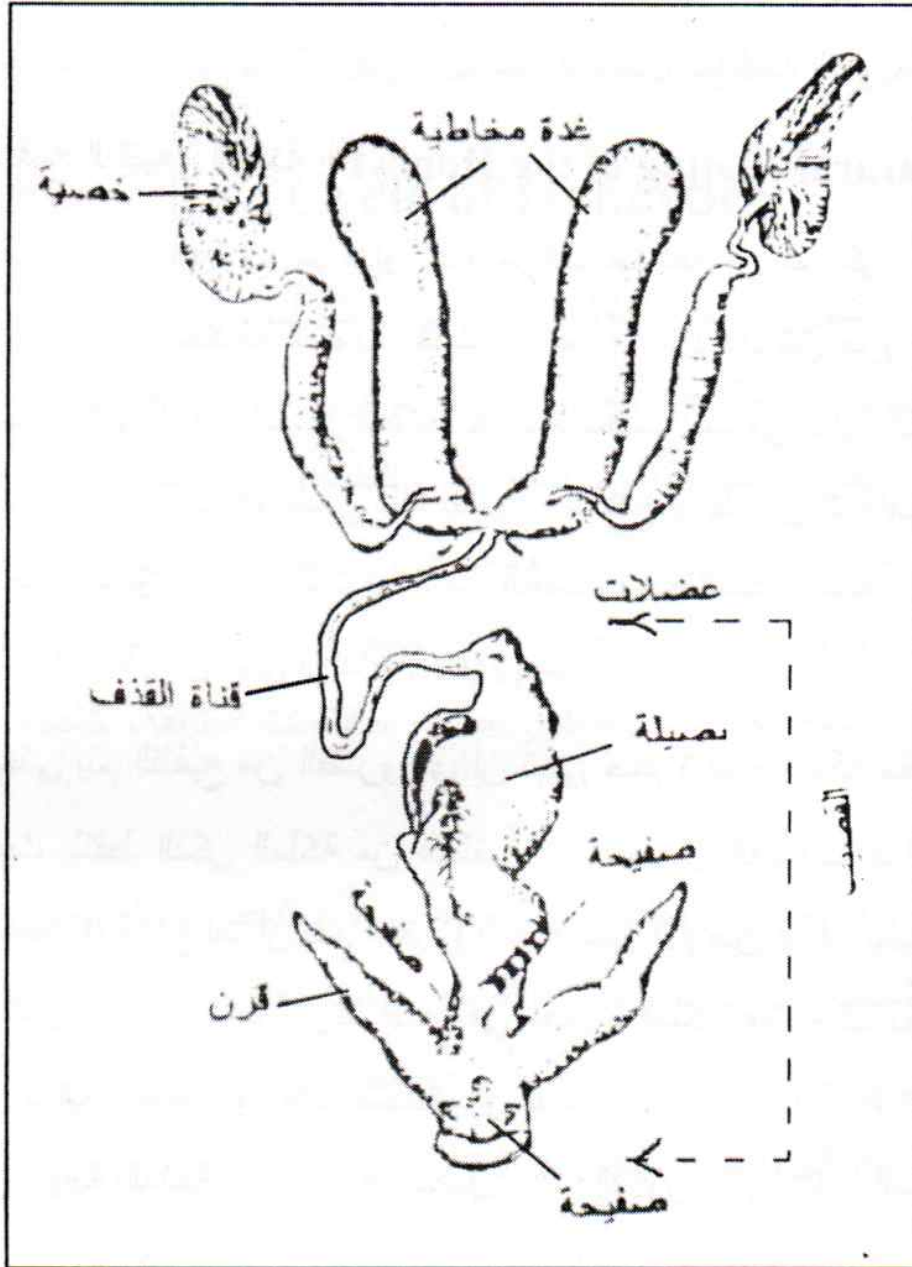 غدة مخاطية
خصية
عضلات
قناة القذف
بصيلة
صفيحة
القضيب
قرن
صفيحة